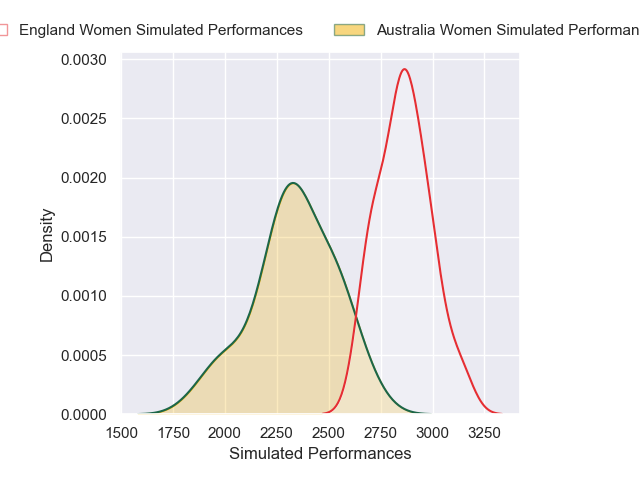 England Women Simulated Performances
Australia Women Simulated Performan
0.0030
0.0025
0.0020
0.0015
0.0010
0.0005
0.0000
Density
1500 1750 2000 2250 2500 2750 3000 3250
Simulated Performances